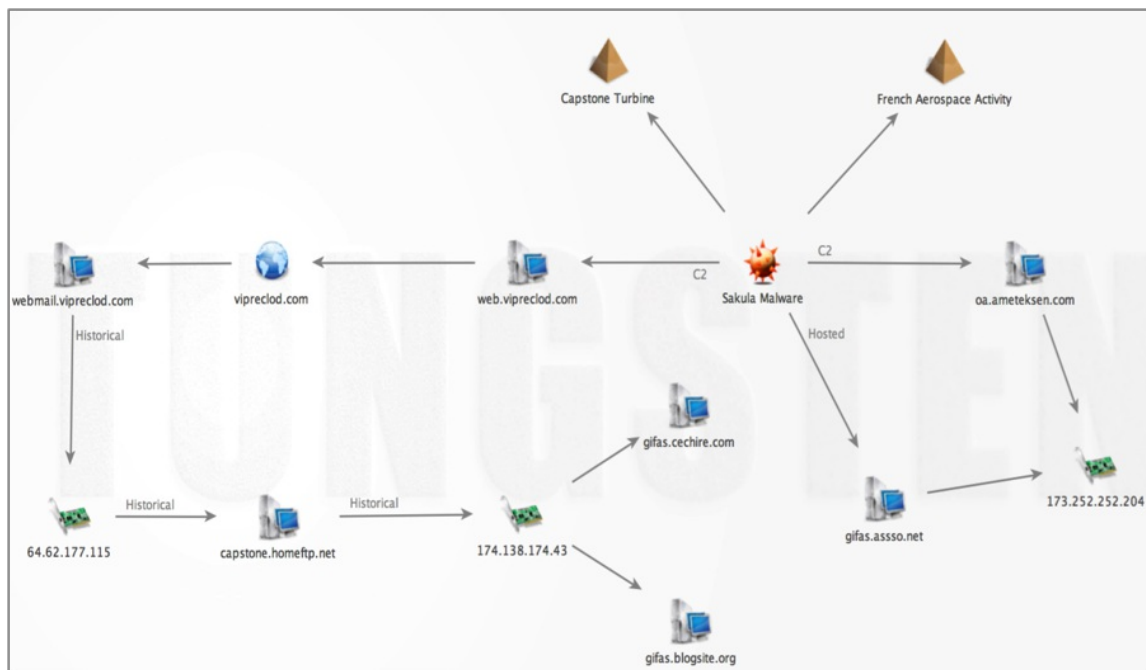 Capstone Turbine
French Aerospace Activity
C2
C2
webmail.vipreclod.com
vipreclod.com
web.vipreclod.com
Sakula Malware
oa.ameteksen.com
Historical
Hosted
TUNGSTEN
gifas.cechire.com
Historical
Historical
173.252.252.204
gifas.assso.net
64.62.177.115
capstone.homeftp.net
174.138.174.43
gifas.blogsite.org